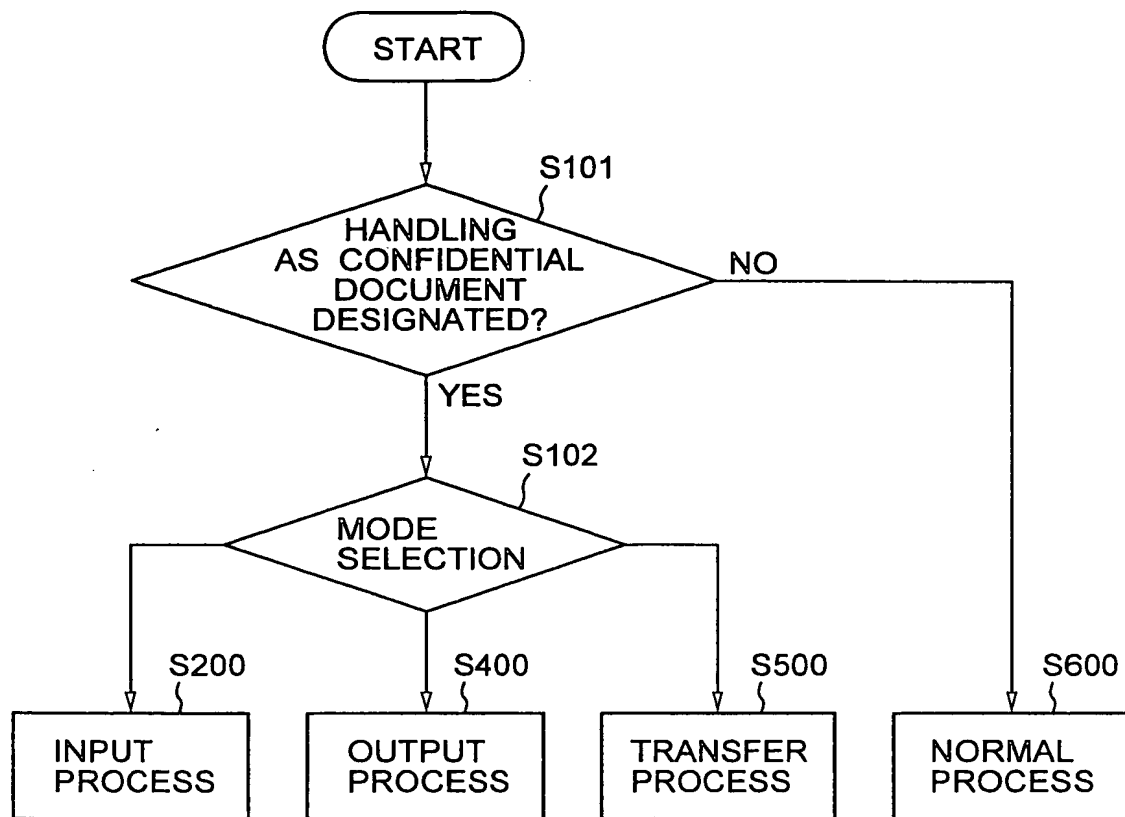 START
S101
HANDLING
AS CONFIDENTIAL
DOCUMENT
DESIGNATED?
NO
YES
S102
MODE
SELECTION
S200
INPUT
PROCESS
S400
OUTPUT
PROCESS
S500
TRANSFER
PROCESS
S600
NORMAL
PROCESS